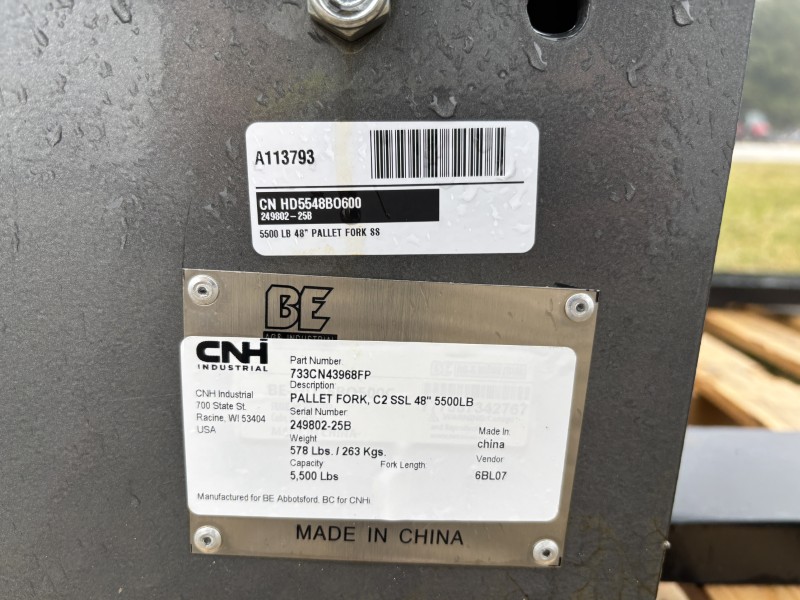 A113793
CN HD5548BO600
249802-25B
5500 LB 48" PALLET FORK SS
BE
AGR INDUSTRIAL
CNH
INDUSTRIAL
CNH Industrial
700 State St.
Racine, WI 53404
USA
Part Number
733CN43968FP
Description
PALLET FORK, C2 SSL 48" 5500LB
Serial Number
249802-25B
Weight
578 Lbs. / 263 Kgs.
Capacity Fork Length
5,500 Lbs
Made In
china
Vendor
6BL07
Manufactured for BE Abbotsford. BC for CNHi
MADE IN CHINA